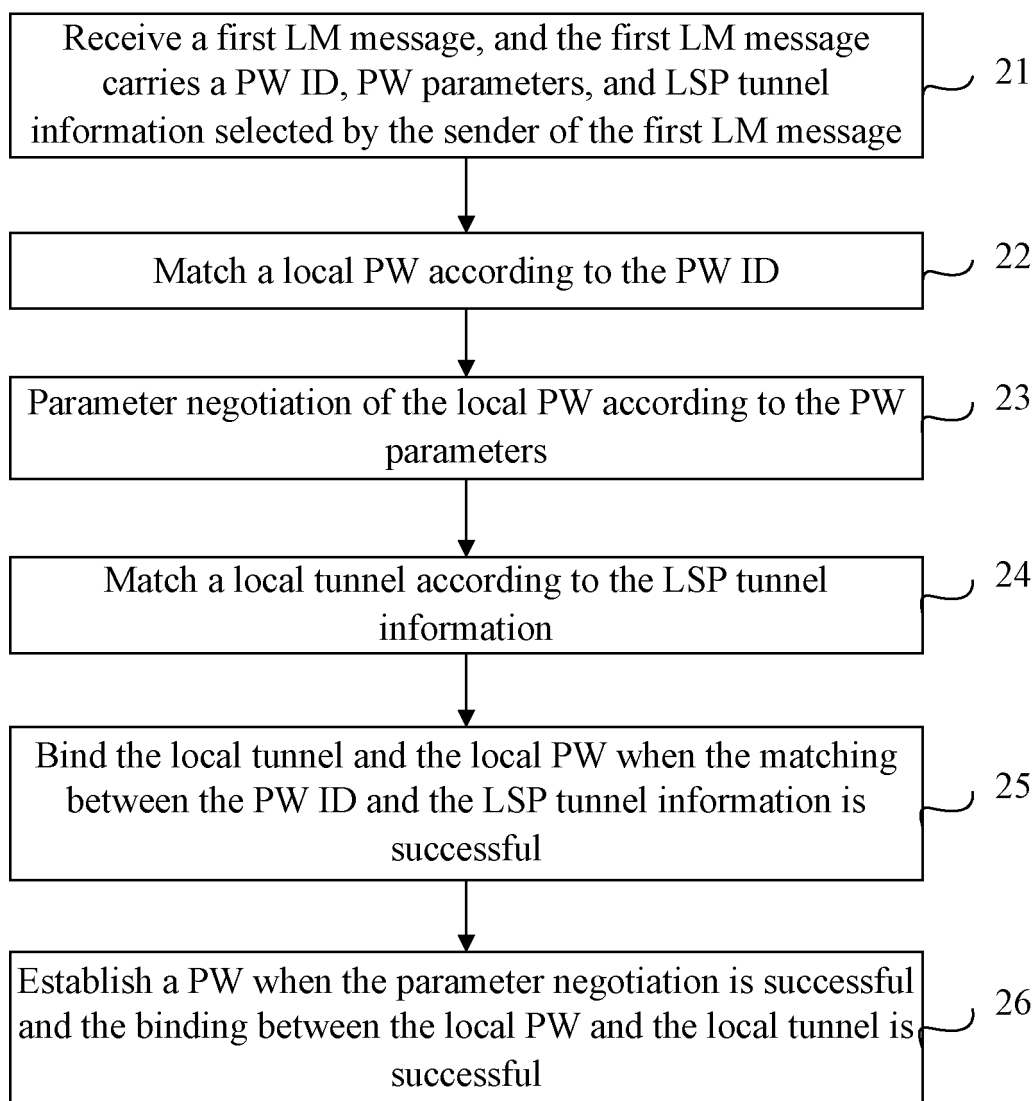 Receive a first LM message, and the first LM message
carries a PW ID, PW parameters, and LSP tunnel
information selected by the sender of the first LM message
21
Match a local PW according to the PW ID
22
Parameter negotiation of the local PW according to the PW
parameters
23
Match a local tunnel according to the LSP tunnel
information
24
Bind the local tunnel and the local PW when the matching
between the PW ID and the LSP tunnel information is
successful
25
Establish a PW when the parameter negotiation is successful
and the binding between the local PW and the local tunnel is
successful
26